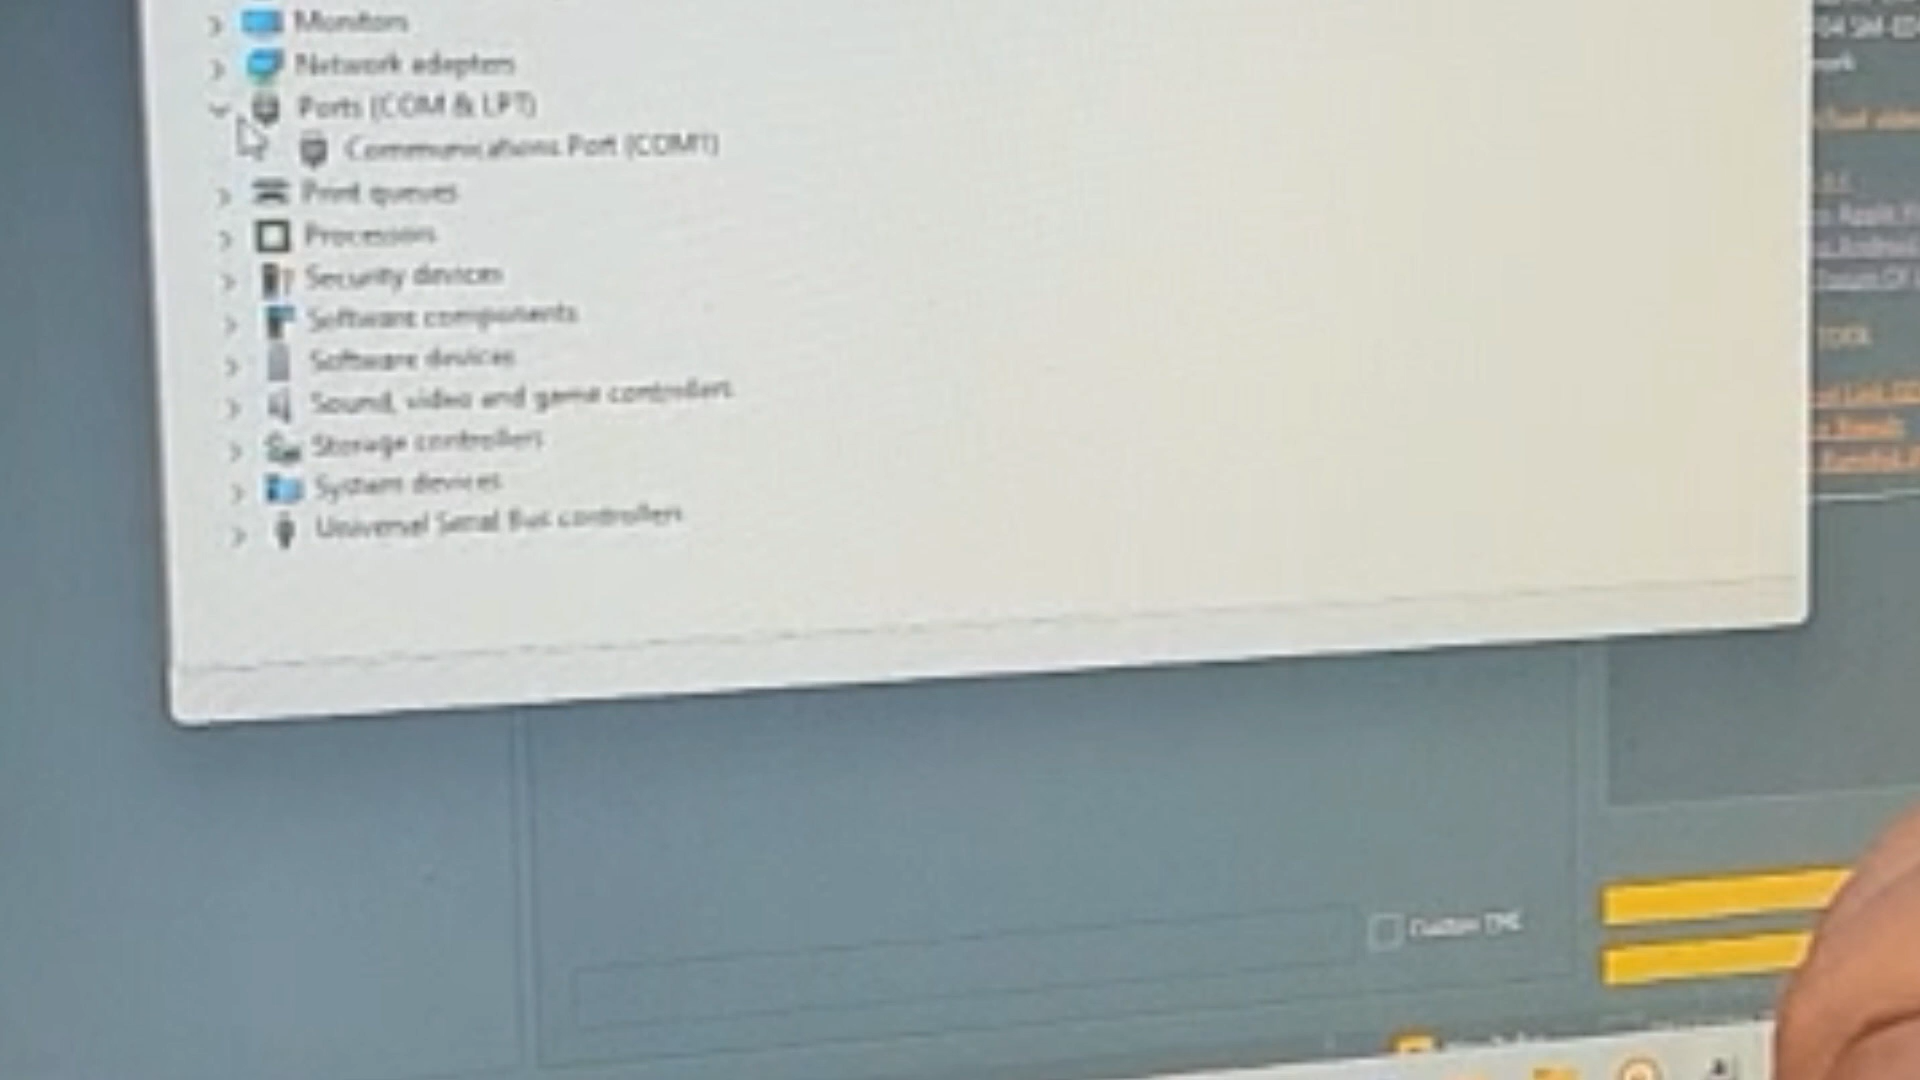 Monitors
Network adapters
Ports (COM & LPT)
Communications Port (COM1)
Print queues
Processors
Security devices
Software components
Software devices
Sound, video and game controllers
Storage controllers
System devices
Universal Serial Bus controllers
Custom